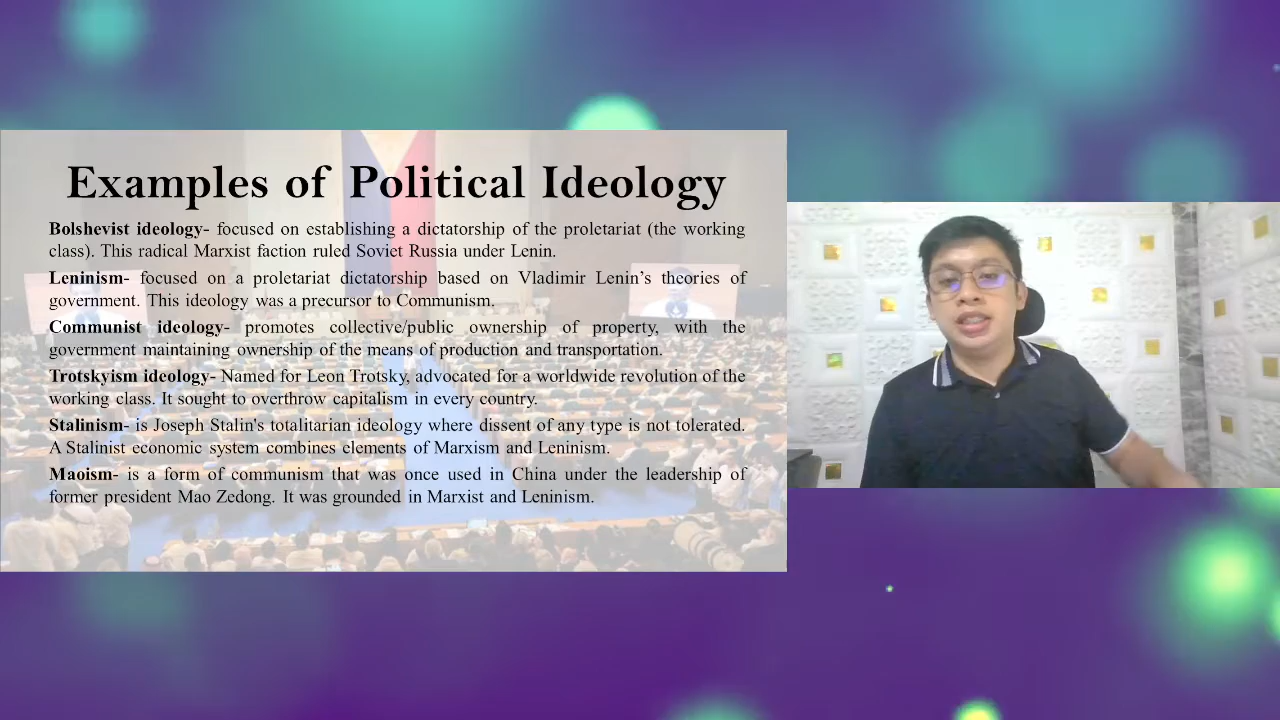 Examples of Political Ideology
Bolshevist ideology- focused on establishing a dictatorship of the proletariat (the working
class). This radical Marxist faction ruled Soviet Russia under Lenin.
Leninism- focused on a proletariat dictatorship based on Vladimir Lenin’s theories of
government. This ideology was a precursor to Communism.
Communist ideology- promotes collective/public ownership of property, with the
government maintaining ownership of the means of production and transportation.
Trotskyism ideology- Named for Leon Trotsky, advocated for a worldwide revolution of the
working class. It sought to overthrow capitalism in every country.
Stalinism- is Joseph Stalin's totalitarian ideology where dissent of any type is not tolerated.
A Stalinist economic system combines elements of Marxism and Leninism.
Maoism- is a form of communism that was once used in China under the leadership of
former president Mao Zedong. It was grounded in Marxist and Leninism.